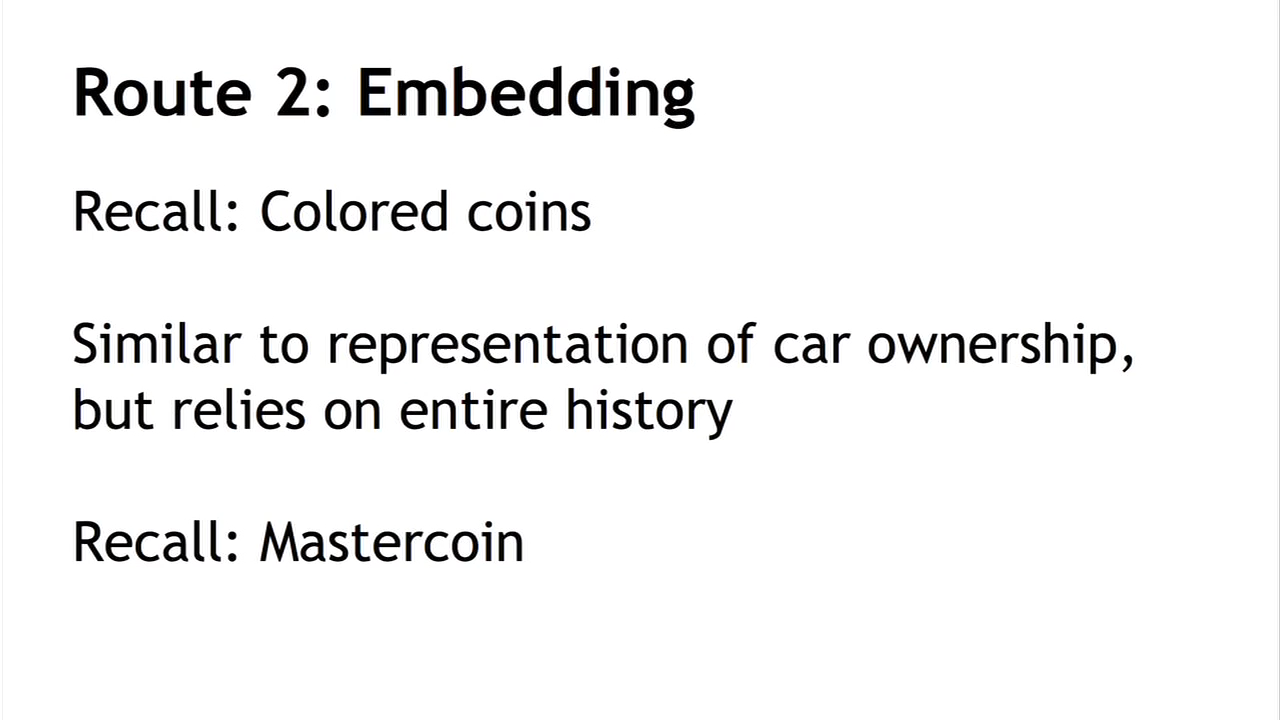 Route 2: Embedding
Recall: Colored coins
Similar to representation of car ownership,
but relies on entire history
Recall: Mastercoin